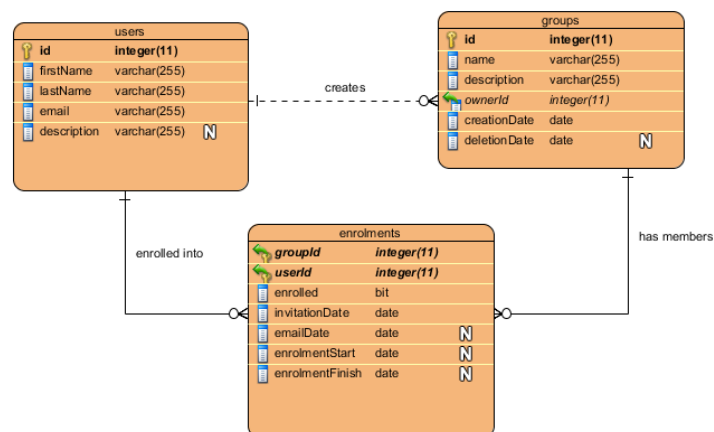 users
id integer(11)
firstName varchar(255)
lastName varchar(255)
email varchar(255)
description varchar(255) N
creates
groups
id integer(11)
name varchar(255)
description varchar(255)
ownerId integer(11)
creationDate date
deletionDate date N
enrolled into
has members
enrolments
groupId integer(11)
userId integer(11)
enrolled bit
invitationDate date
emailDate date N
enrolmentStart date N
enrolmentFinish date N